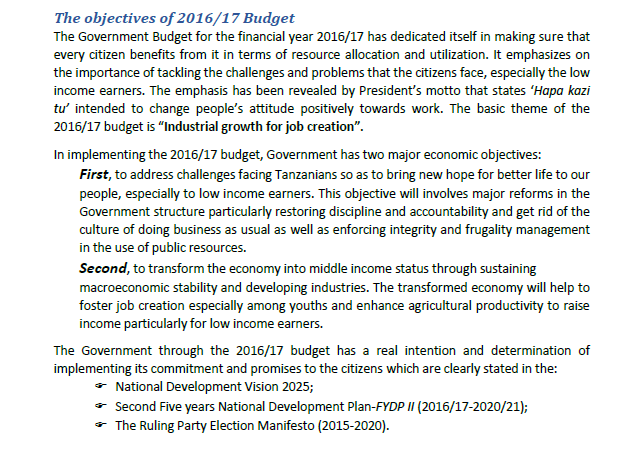 The objectives of 2016/17 Budget
The Government Budget for the financial year 2016/17 has dedicated itself in making sure that
every citizen benefits from it in terms of resource allocation and utilization. It emphasizes on
the importance of tackling the challenges and problems that the citizens face, especially the low
income earners. The emphasis has been revealed by President's motto that states 'Hapa kazi
tu' intended to change people's attitude positively towards work. The basic theme of the
2016/17 budget is "Industrial growth for job creation".
In implementing the 2016/17 budget, Government has two major economic objectives:
First, to address challenges facing Tanzanians so as to bring new hope for better life to our
people, especially to low income earners. This objective will involves major reforms in the
Government structure particularly restoring discipline and accountability and get rid of the
culture of doing business as usual as well as enforcing integrity and frugality management
in the use of public resources.
Second, to transform the economy into middle income status through sustaining
macroeconomic stability and developing industries. The transformed economy will help to
foster job creation especially among youths and enhance agricultural productivity to raise
income particularly for low income earners.
The Government through the 2016/17 budget has a real intention and determination of
implementing its commitment and promises to the citizens which are clearly stated in the:
☞ National Development Vision 2025;
☞ Second Five years National Development Plan-FYDP II (2016/17-2020/21);
☞ The Ruling Party Election Manifesto (2015-2020).